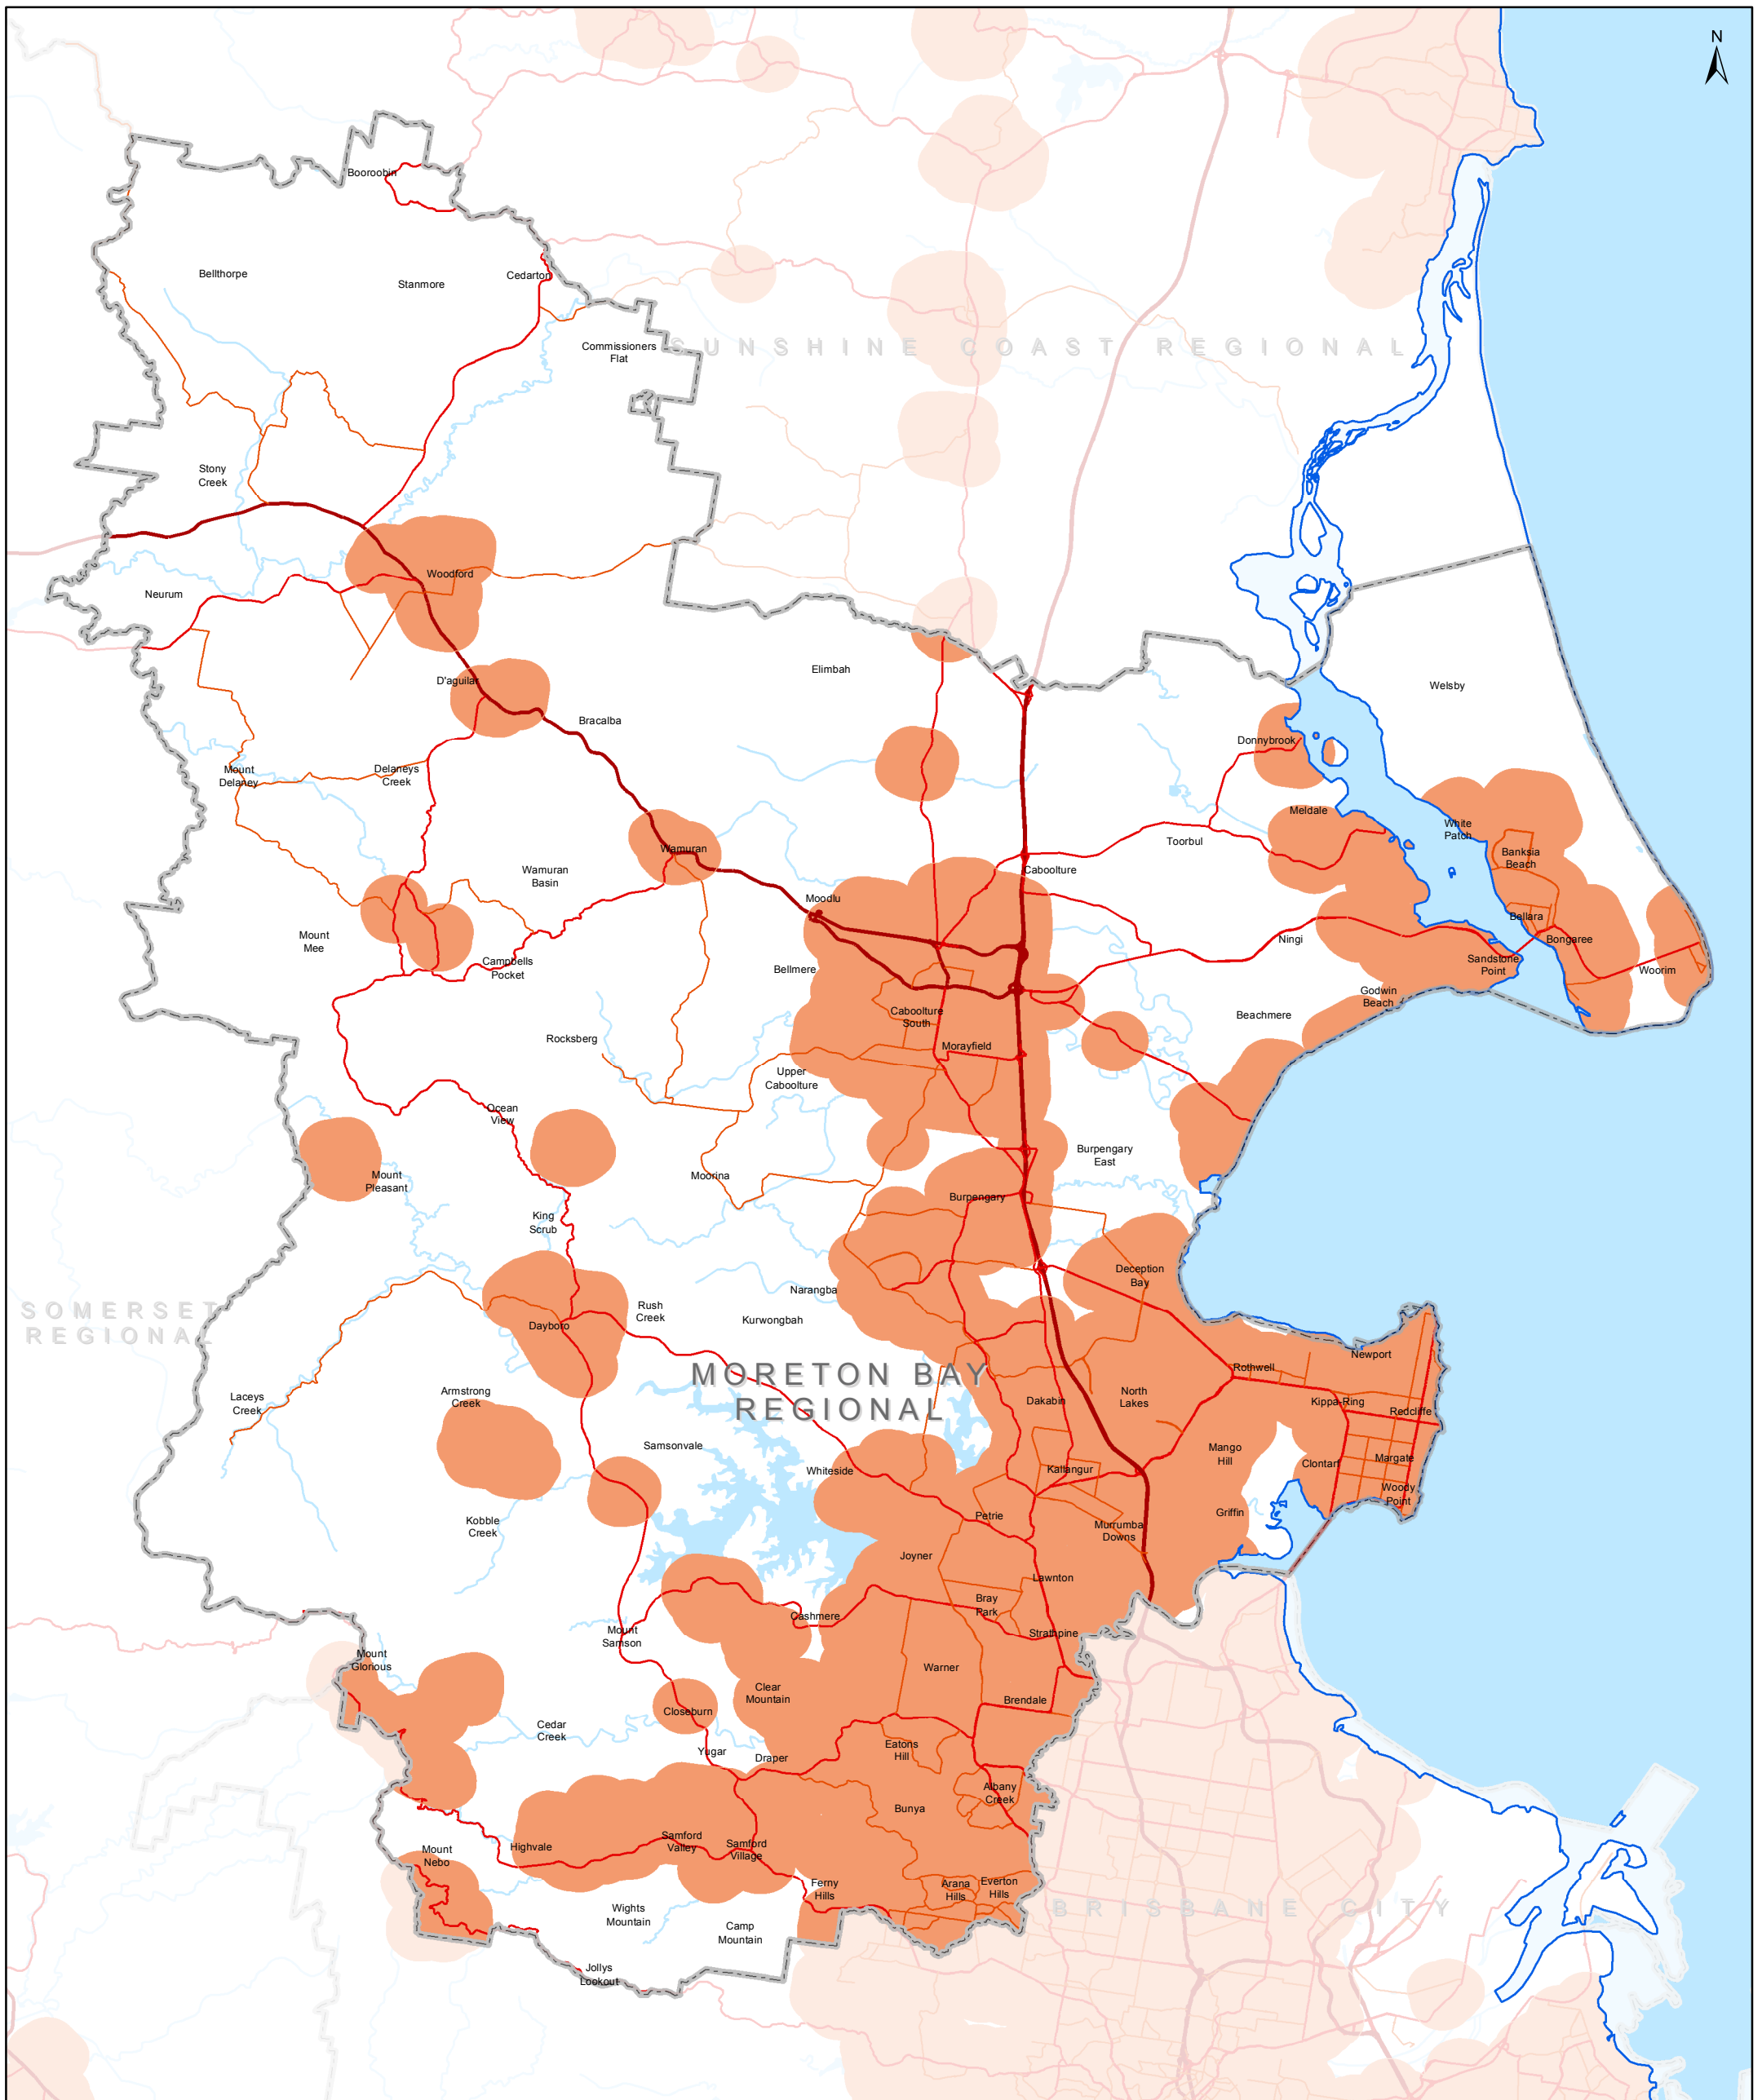 N
Booroobin
Bellthorpe
Stanmore
Cedarton
Commissioners
Flat
SUNSHINE COAST REGIONAL
Stony
Creek
Woodford
Neurum
Elimbah
D'aguilar
Welsby
Bracalba
Donnybrook
Mount
Delaney
Delaneys
Creek
Meldale
White
Patch
Toorbul
Wamuran
Banksia
Beach
Wamuran
Basin
Caboolture
Moodlu
Bellara
Mount
Mee
Ningi
Bongaree
Campbells
Pocket
Bellmere
Sandstone
Point
Woorim
Godwin
Beach
Caboolture
South
Beachmere
Rocksberg
Morayfield
Upper
Caboolture
Ocean
View
Burpengary
East
Mount
Pleasant
Moorina
Burpengary
King
Scrub
Deception
Bay
Narangba
SOMERSET
REGIONAL
Rush
Creek
Kurwongbah
Dayboro
Newport
Rothwell
MORETON BAY
REGIONAL
Laceys
Creek
Armstrong
Creek
Dakabin
North
Lakes
Kippa-Ring
Redcliffe
Samsonvale
Mango
Hill
Whiteside
Kallangur
Clontarf
Margate
Woody
Point
Kobble
Creek
Petrie
Murrumba
Downs
Griffin
Joyner
Lawnton
Bray
Park
Cashmere
Mount
Samson
Strathpine
Mount
Glorious
Warner
Clear
Mountain
Brendale
Closeburn
Cedar
Creek
Yugar
Draper
Eatons
Hill
Albany
Creek
Bunya
Highvale
Samford
Valley
Samford
Village
Mount
Nebo
Ferny
Hills
Arana
Hills
Everton
Hills
Wights
Mountain
Camp
Mountain
BRISBANE CITY
Jollys
Lookout